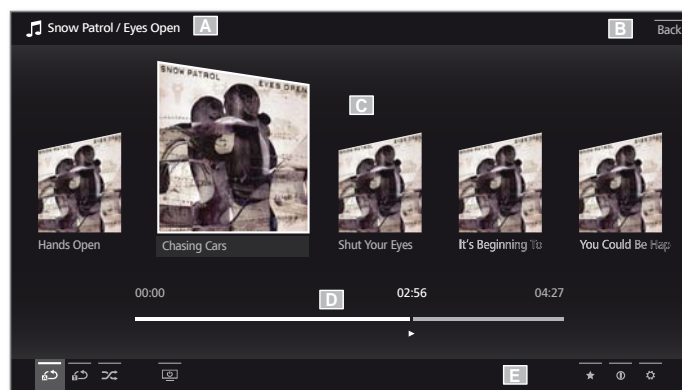 Snow Patrol / Eyes Open
A
B
Back
SNOW PATROL
EYES OPEN
C
Hands Open
Chasing Cars
Shut Your Eyes
It's Beginning To
You Could Be Hap
00:00
D
02:56
04:27
E